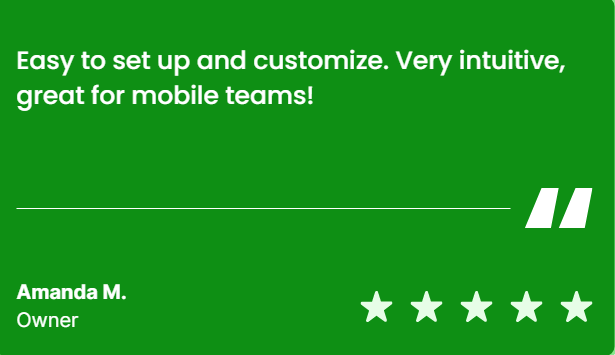 Easy to set up and customize. Very intuitive,
great for mobile teams!
Amanda M.
Owner